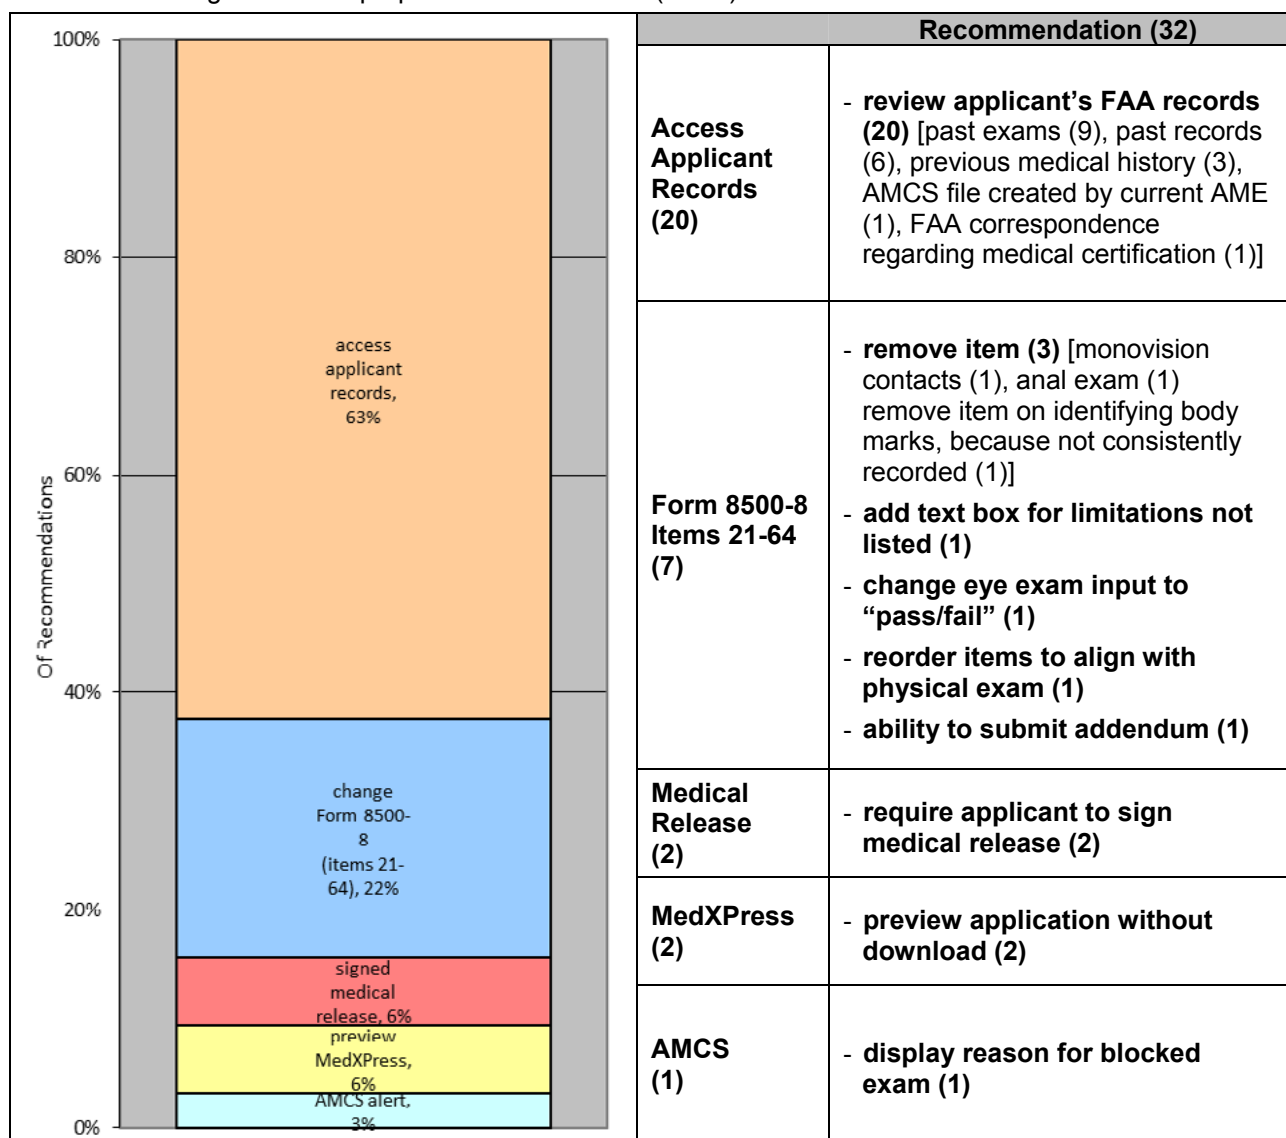 100%
80%
60%
40%
20%
0%
Of Recommendations
access
applicant
records,
63%
change
Form 8500-
8
(items 21-
64), 22%
signed
medical
release, 6%
preview
MedXPress,
6%
AMCS alert,
3%
Recommendation (32)
Access
Applicant
Records
(20)
- review applicant’s FAA records
(20) [past exams (9), past records
(6), previous medical history (3),
AMCS file created by current AME
(1), FAA correspondence
regarding medical certification (1)]
Form 8500-8
Items 21-64
(7)
- remove item (3) [monovision
contacts (1), anal exam (1)
remove item on identifying body
marks, because not consistently
recorded (1)]
- add text box for limitations not
listed (1)
- change eye exam input to
“pass/fail” (1)
- reorder items to align with
physical exam (1)
- ability to submit addendum (1)
Medical
Release
(2)
- require applicant to sign
medical release (2)
MedXPress
(2)
- preview application without
download (2)
AMCS
(1)
- display reason for blocked
exam (1)